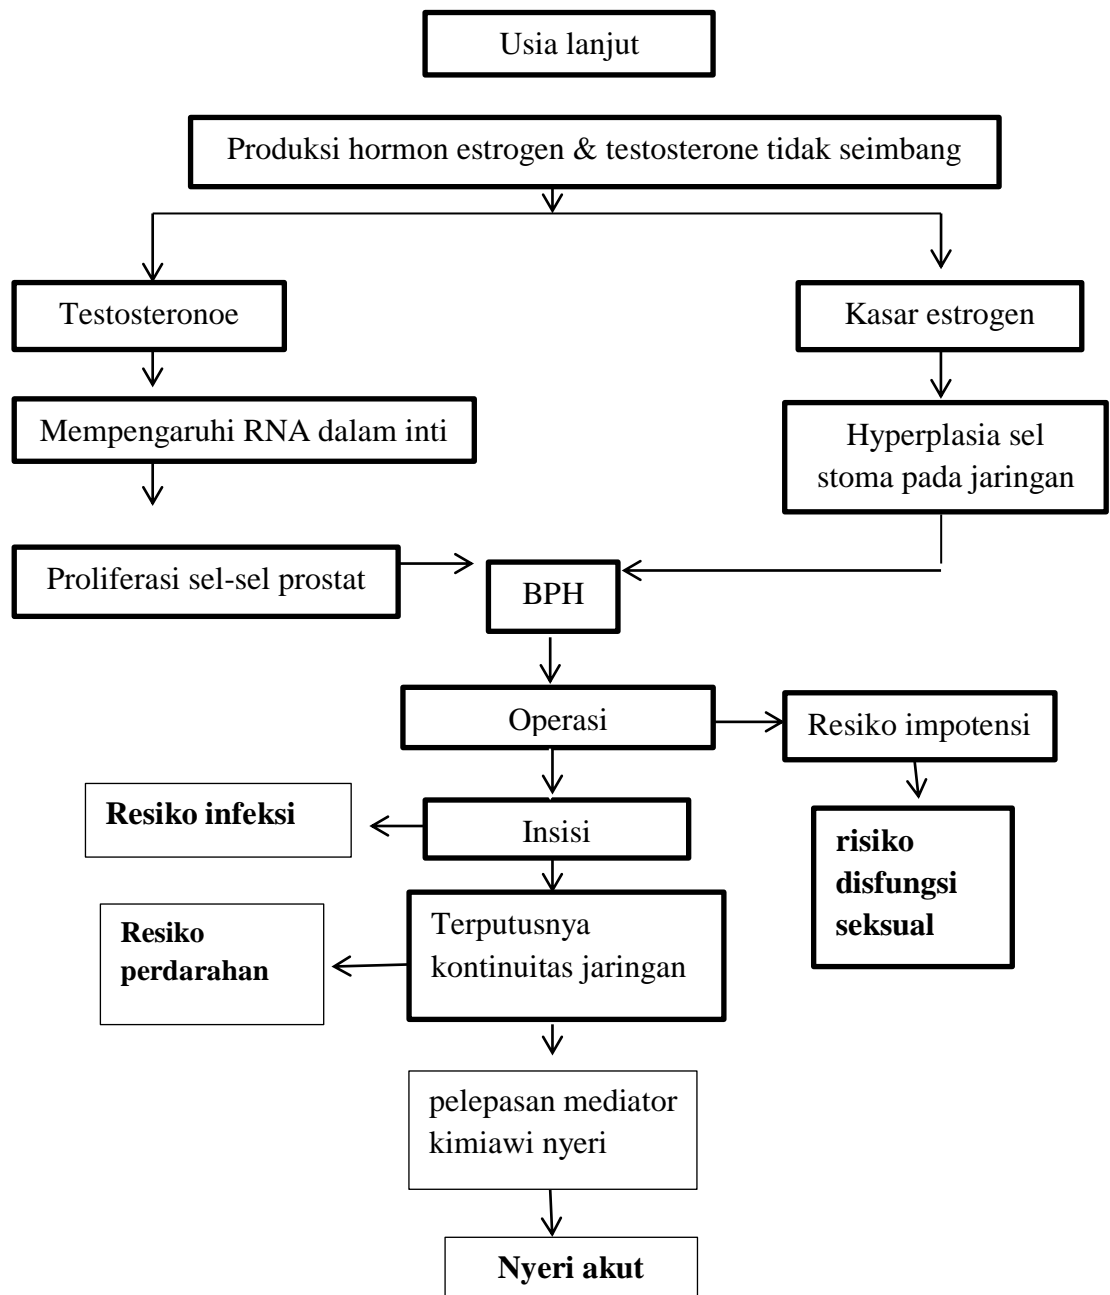 Usia lanjut
Produksi hormon estrogen & testosterone tidak seimbang
Testosteronoe
Kasar estrogen
Mempengaruhi RNA dalam inti
Hyperplasia sel
stoma pada jaringan
Proliferasi sel-sel prostat
BPH
Operasi
Resiko impotensi
Resiko infeksi
Insisi
risiko
disfungsi
seksual
Terputusnya
kontinuitas jaringan
Resiko
perdarahan
pelepasan mediator
kimiawi nyeri
Nyeri akut